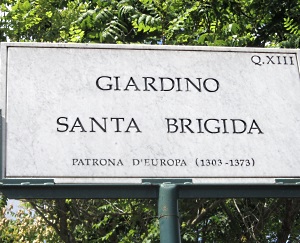 Q.XIII
GIARDINO
SANTA BRIGIDA
PATRONA D'EUROPA (1303-1373)